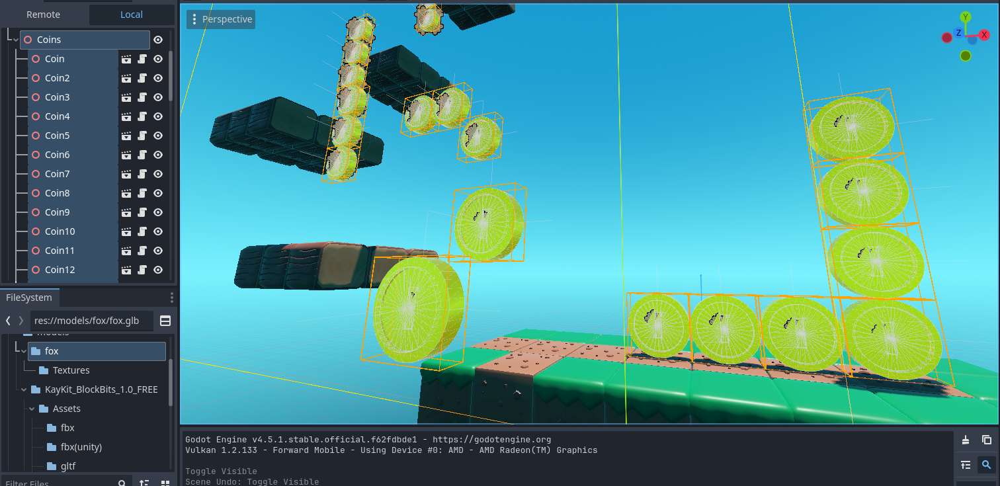 Remote Local
Coins
Coin
Coin2
Coin3
Coin4
Coin5
Coin6
Coin7
Coin8
Coin9
Coin10
Coin11
Coin12
FileSystem
res://models/fox/fox.glb
models
fox
Textures
KayKit_BlockBits_1.0_FREE
Assets
fbx
fbx(unity)
gltf
Filter Files
Perspective
Y
Z
X
Godot Engine v4.5.1.stable.official.f62fdbde1 - https://godotengine.org
Vulkan 1.2.133 - Forward Mobile - Using Device #0: AMD - AMD Radeon(TM) Graphics
Toggle Visible
Scene Undo: Toggle Visible